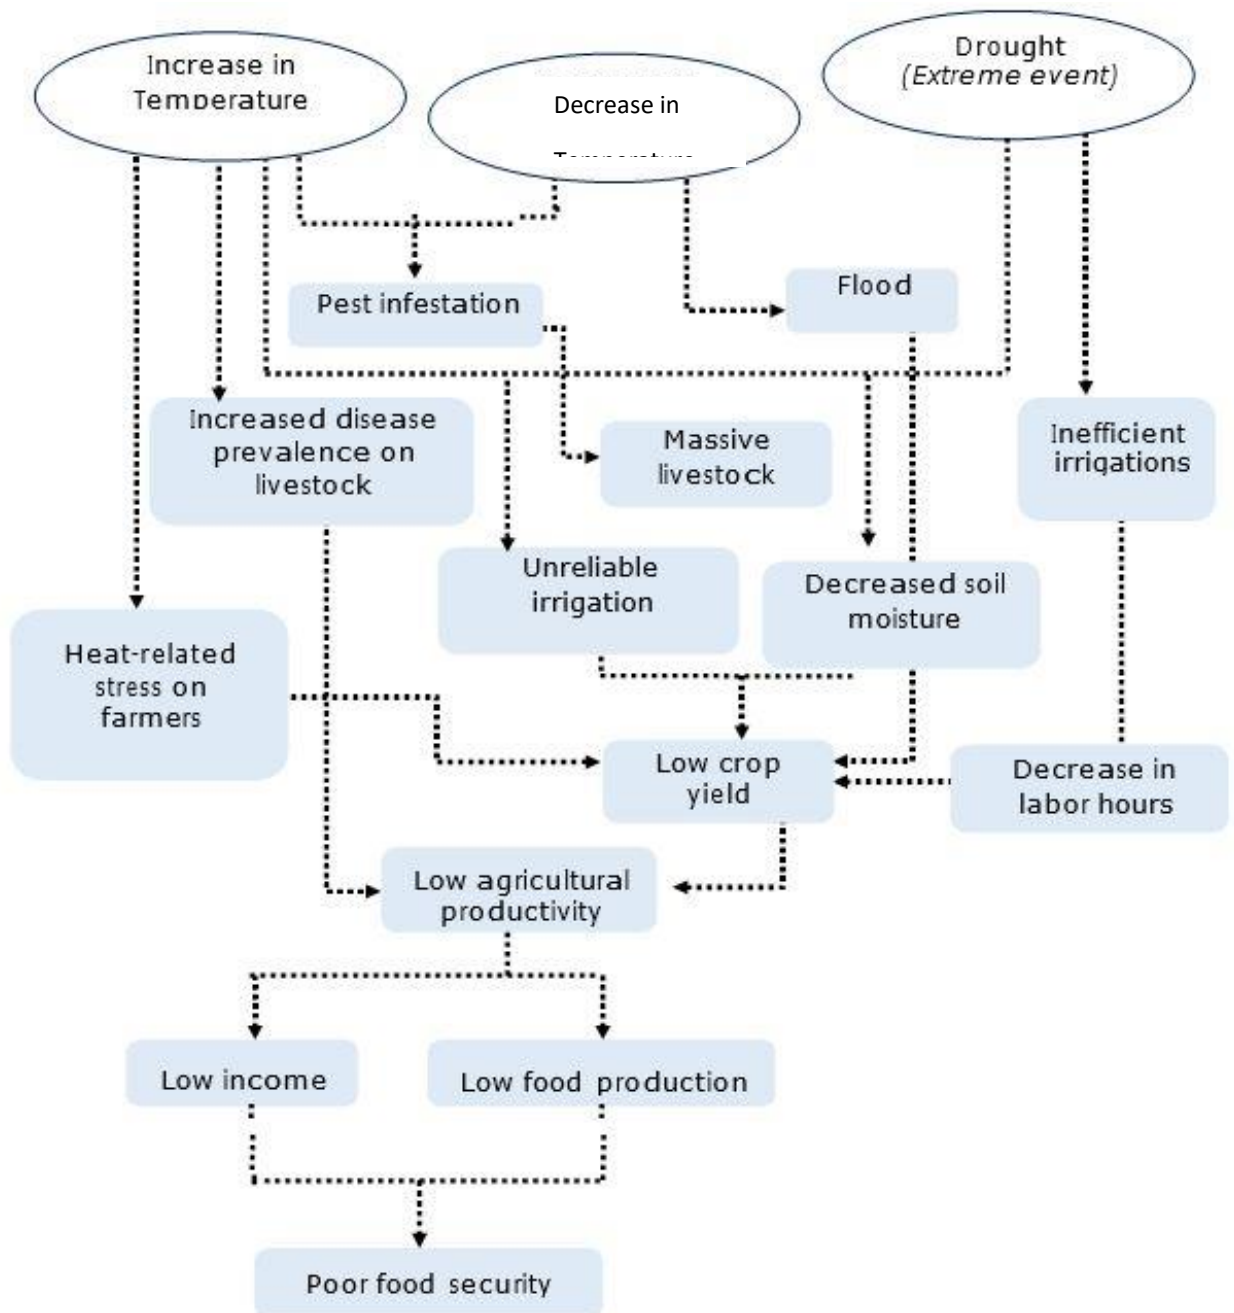 Increase in
Temperature
Decrease in
Temperature
Drought
(Extreme event)
Pest infestation
Flood
Increased disease
prevalence on
livestock
Massive
livestock
Inefficient
irrigations
Unreliable
irrigation
Decreased soil
moisture
Heat-related
stress on
farmers
Low crop
yield
Decrease in
labor hours
Low agricultural
productivity
Low income
Low food production
Poor food security